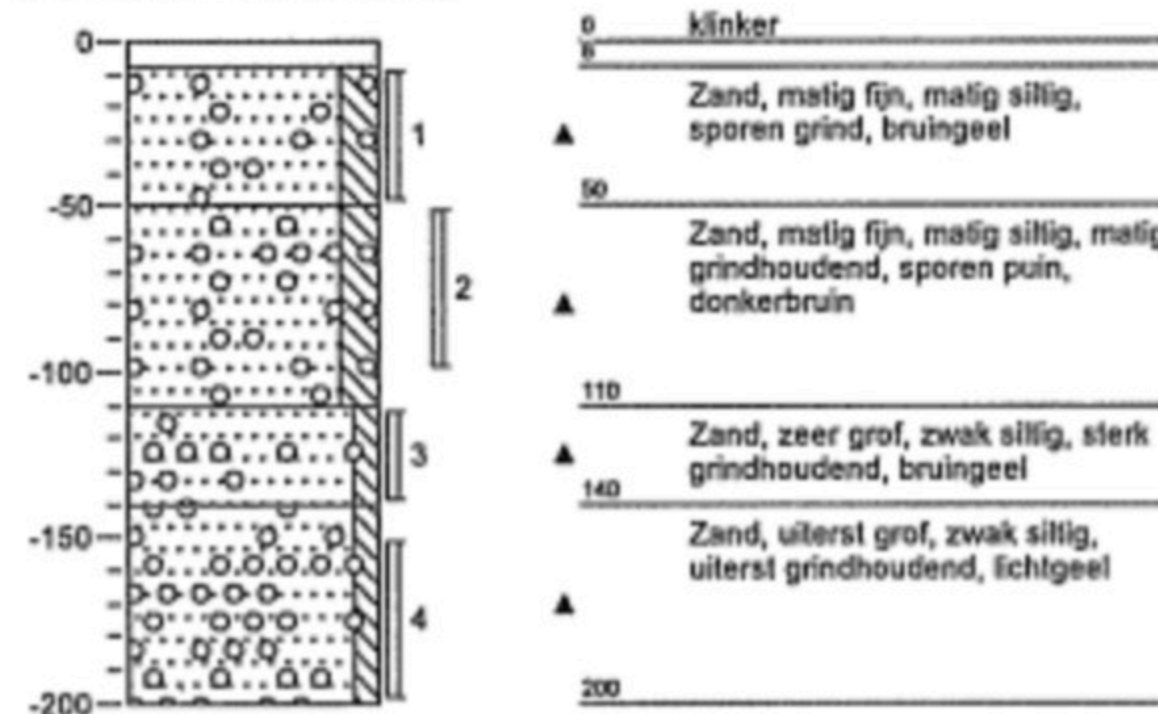 0
-50
-100
-150
-200
1
2
3
4
0 klinker
8
Zand, matig fijn, matig siltig,
sporen grind, bruingeel
50
Zand, matig fijn, matig siltig, matig
grindhoudend, sporen puin,
donkerbruin
110
Zand, zeer grof, zwak siltig, sterk
grindhoudend, bruingeel
140
Zand, uiterst grof, zwak siltig,
uiterst grindhoudend, lichtgeel
200